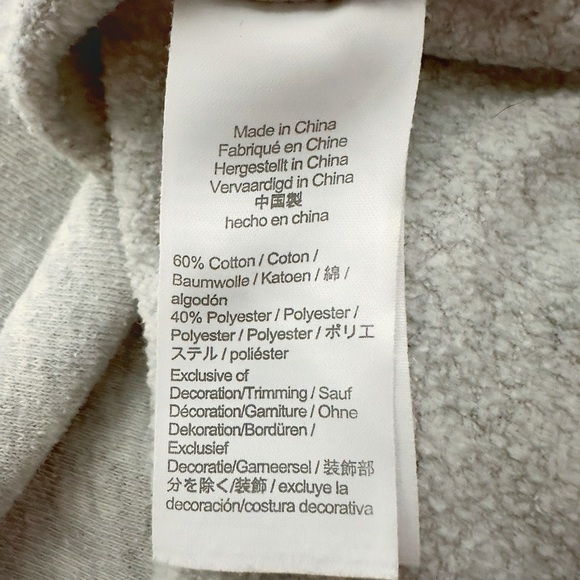 Made in China
Fabriqué en Chine
Hergestellt in China
Vervaardigd in China
中国製
hecho en china
60% Cotton / Coton /
Baumwolle / Katoen / 綿 /
algodón
40% Polyester / Polyester /
Polyester / Polyester / ポリエ
ステル / poliéster
Exclusive of
Decoration/Trimming / Sauf
Décoration/Garniture / Ohne
Dekoration/Bordüren /
Exclusief
Decoratie/Garneersel / 装飾部
分を除く/装飾 / excluye la
decoración/costura decorativa